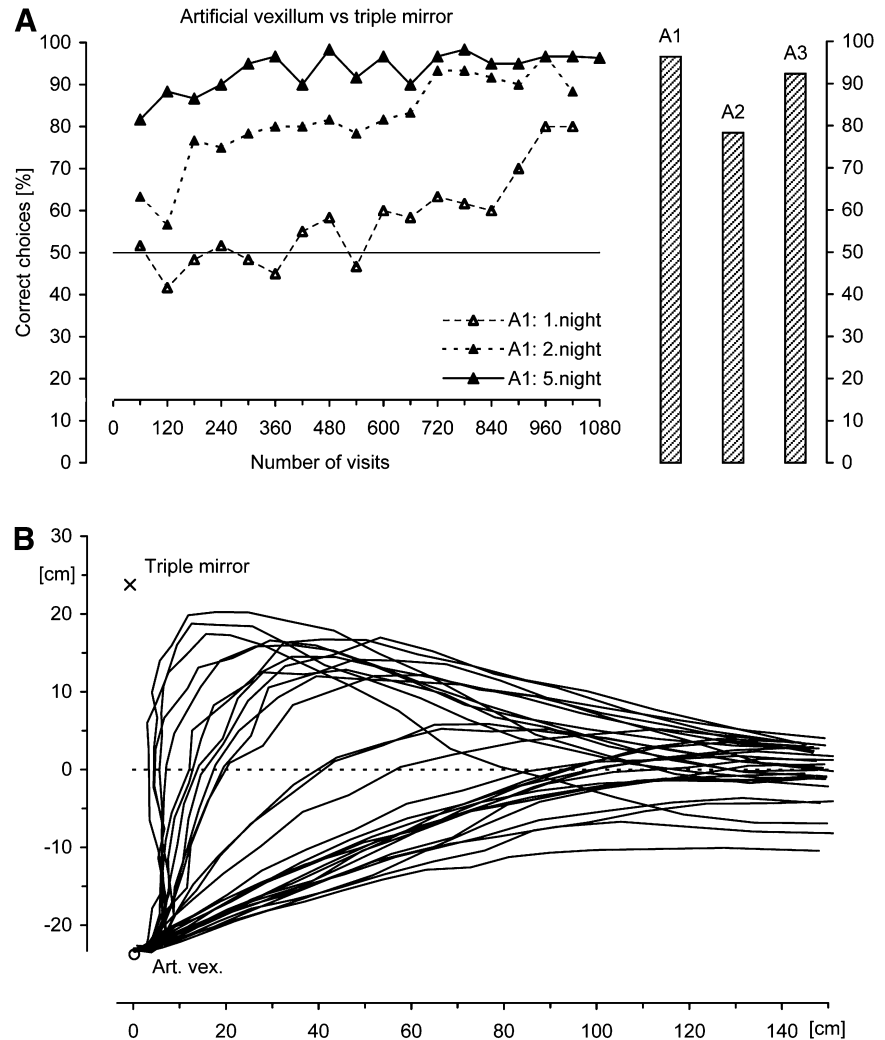 A
Artificial vexillum vs triple mirror
Correct choices [%]
100
90
80
70
60
50
40
30
20
10
0
A1: 1.night
A1: 2.night
A1: 5.night
0 120 240 360 480 600 720 840 960 1080
Number of visits
A1
A2
A3
100
90
80
70
60
50
40
30
20
10
0
B
30
[cm]
20
10
0
-10
-20
Triple mirror
Art. vex.
0 20 40 60 80 100 120 140 [cm]